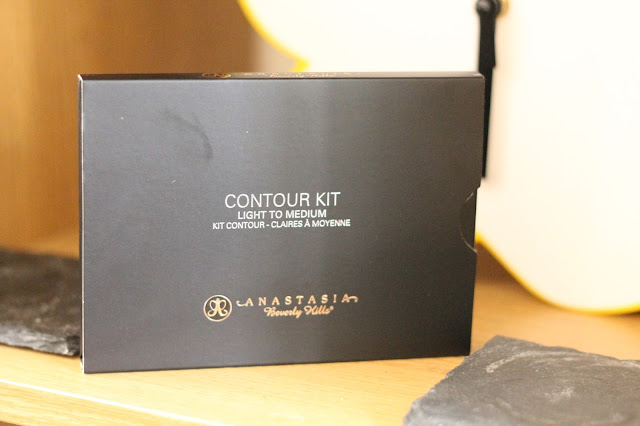 CONTOUR KIT
LIGHT TO MEDIUM
KIT CONTOUR - CLAIRES À MOYENNE
ANASTASIA
Beverly Hills®